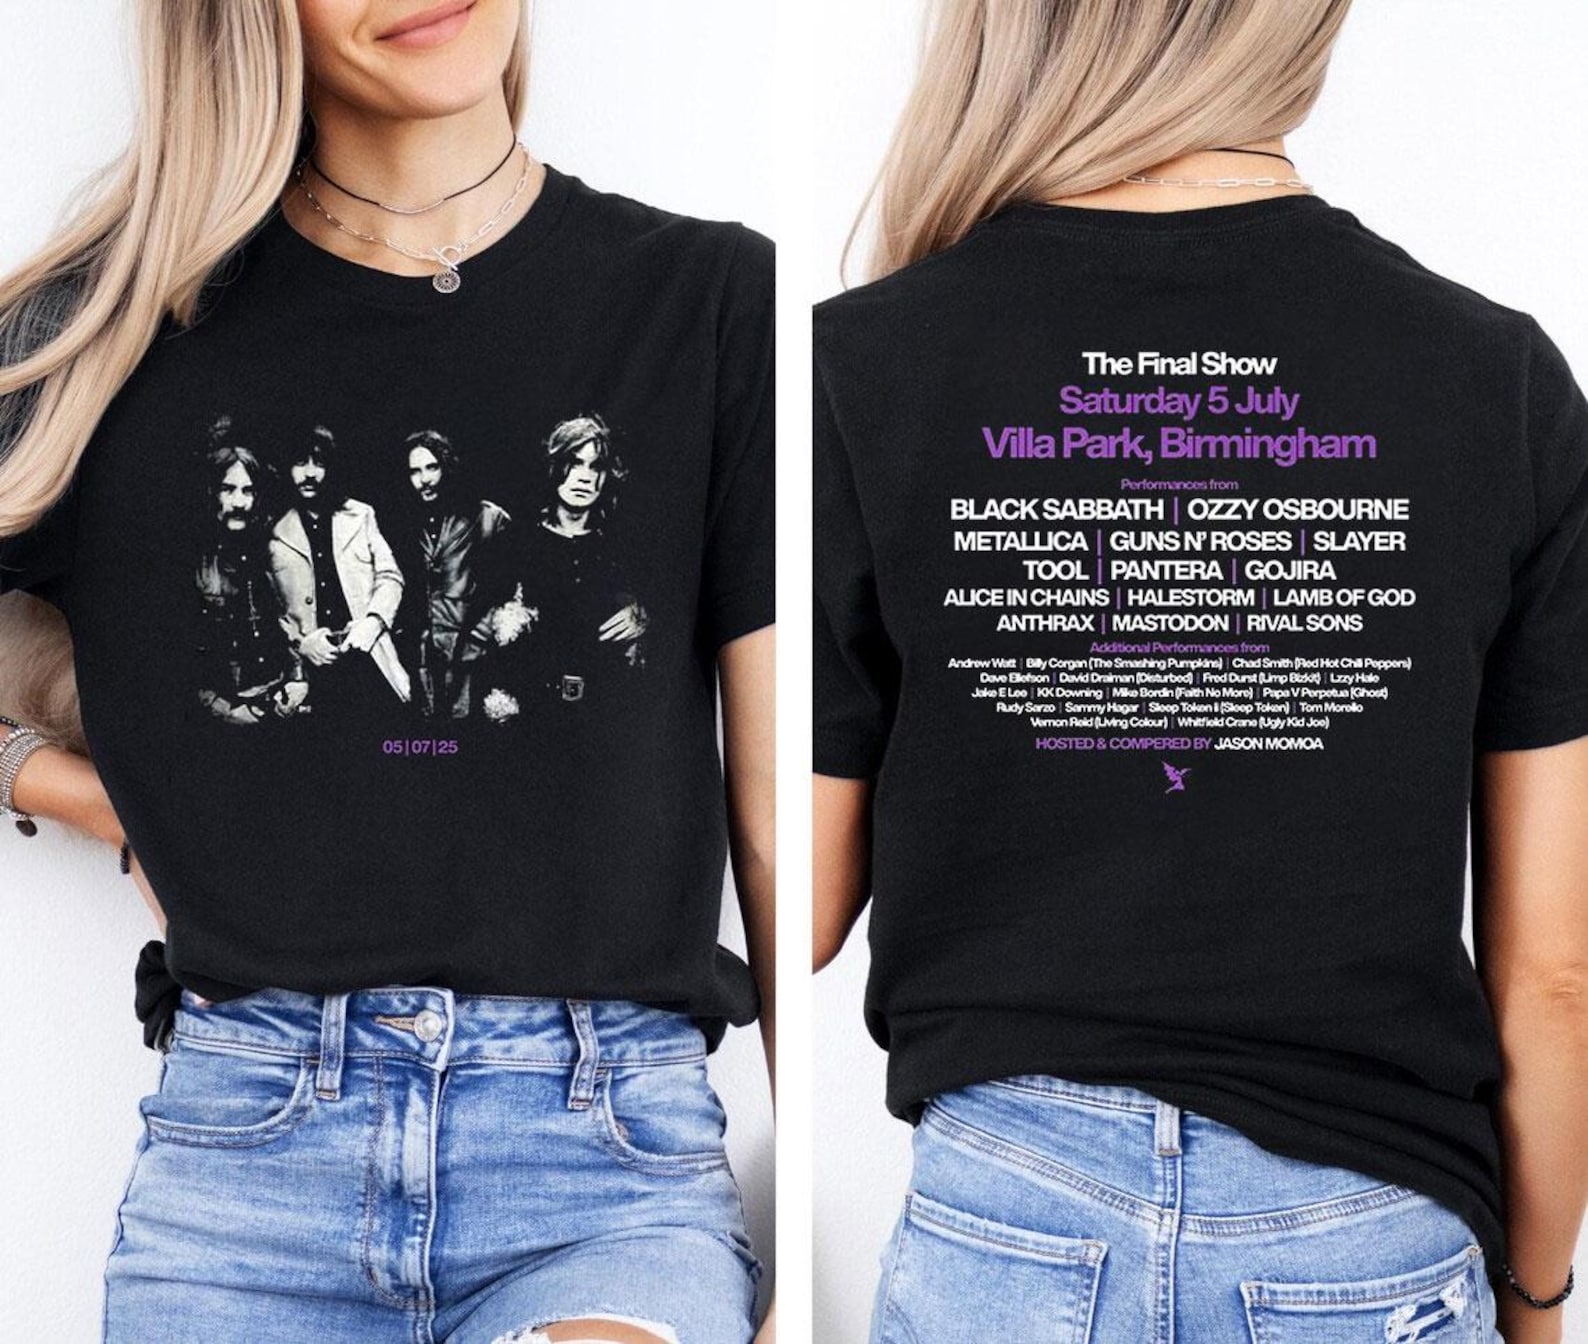 05|07|25
The Final Show
Saturday 5 July
Villa Park, Birmingham
Performances from
BLACK SABBATH | OZZY OSBOURNE
METALLICA | GUNS N' ROSES | SLAYER
TOOL | PANTERA | GOJIRA
ALICE IN CHAINS | HALESTORM | LAMB OF GOD
ANTHRAX | MASTODON | RIVAL SONS
Additional Performances from
Andrew Watt | Billy Corgan (The Smashing Pumpkins) | Chad Smith (Red Hot Chili Peppers)
Dave Ellefson | David Draiman (Disturbed) | Fred Durst (Limp Bizkit) | Lzzy Hale
Jake E Lee | KK Downing | Mike Bordin (Faith No More) | Papa V Perpetua (Ghost)
Rudy Sarzo | Sammy Hagar | Sleep Token ii (Sleep Token) | Tom Morello
Vernon Reid (Living Colour) | Whitfield Crane (Ugly Kid Joe)
HOSTED & COMPERED BY JASON MOMOA